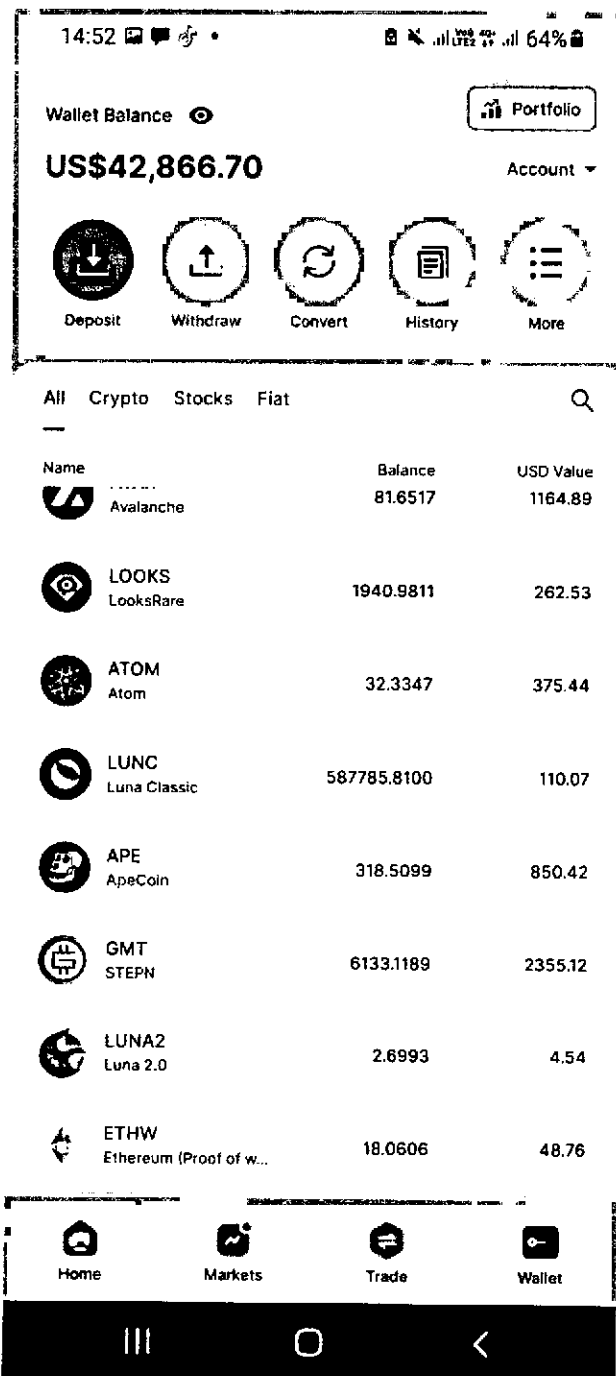 14:52
64%
Wallet Balance
Portfolio
US$42,866.70
Account
Deposit Withdraw Convert History More
All Crypto Stocks Fiat
Name Balance USD Value
Avalanche 81.6517 1164.89
LOOKS
LooksRare 1940.9811 262.53
ATOM
Atom 32.3347 375.44
LUNC
Luna Classic 587785.8100 110.07
APE
ApeCoin 318.5099 850.42
GMT
STEPN 6133.1189 2355.12
LUNA2
Luna 2.0 2.6993 4.54
ETHW
Ethereum (Proof of w... 18.0606 48.76
Home Markets Trade Wallet